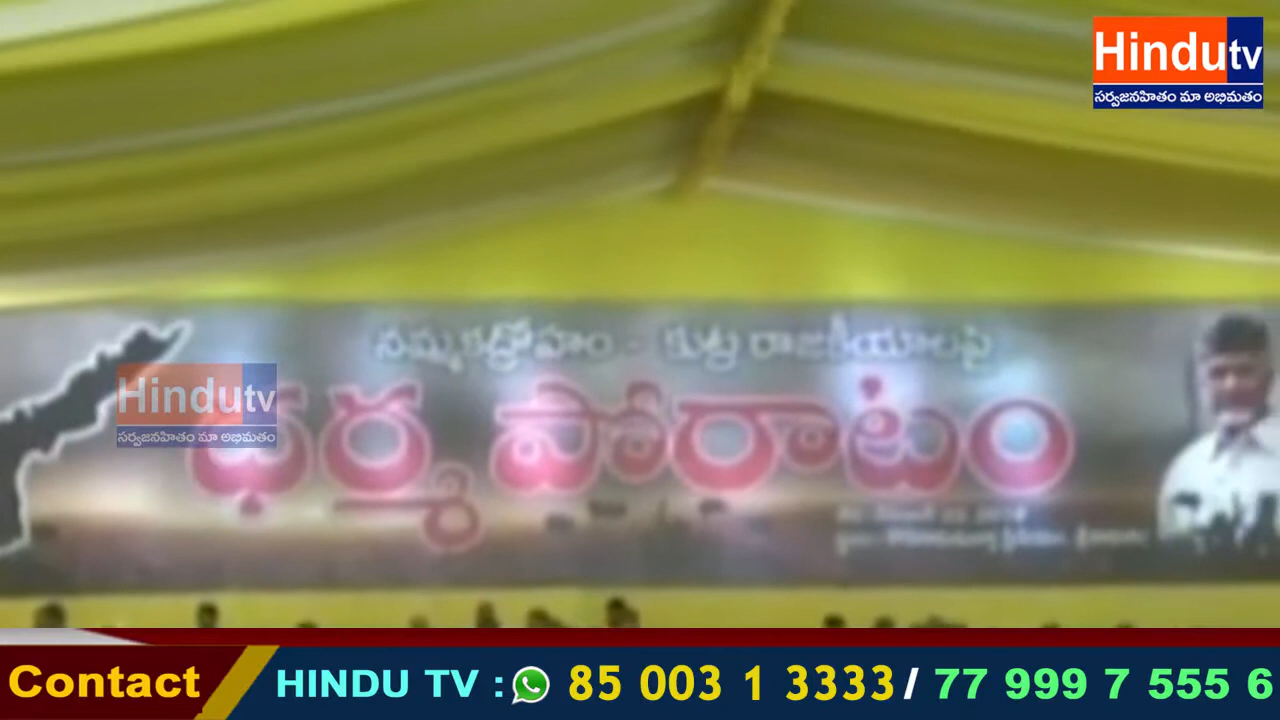 Hindutv
సర్వజనహితం మా అభిమతం
నమ్మకద్రోహం - కుట్ర రాజకీయాలపై
Hindutv
సర్వజనహితం మా అభిమతం
ధర్మ పోరాటం
Contact
HINDU TV : 85 003 1 3333 / 77 999 7 555 6